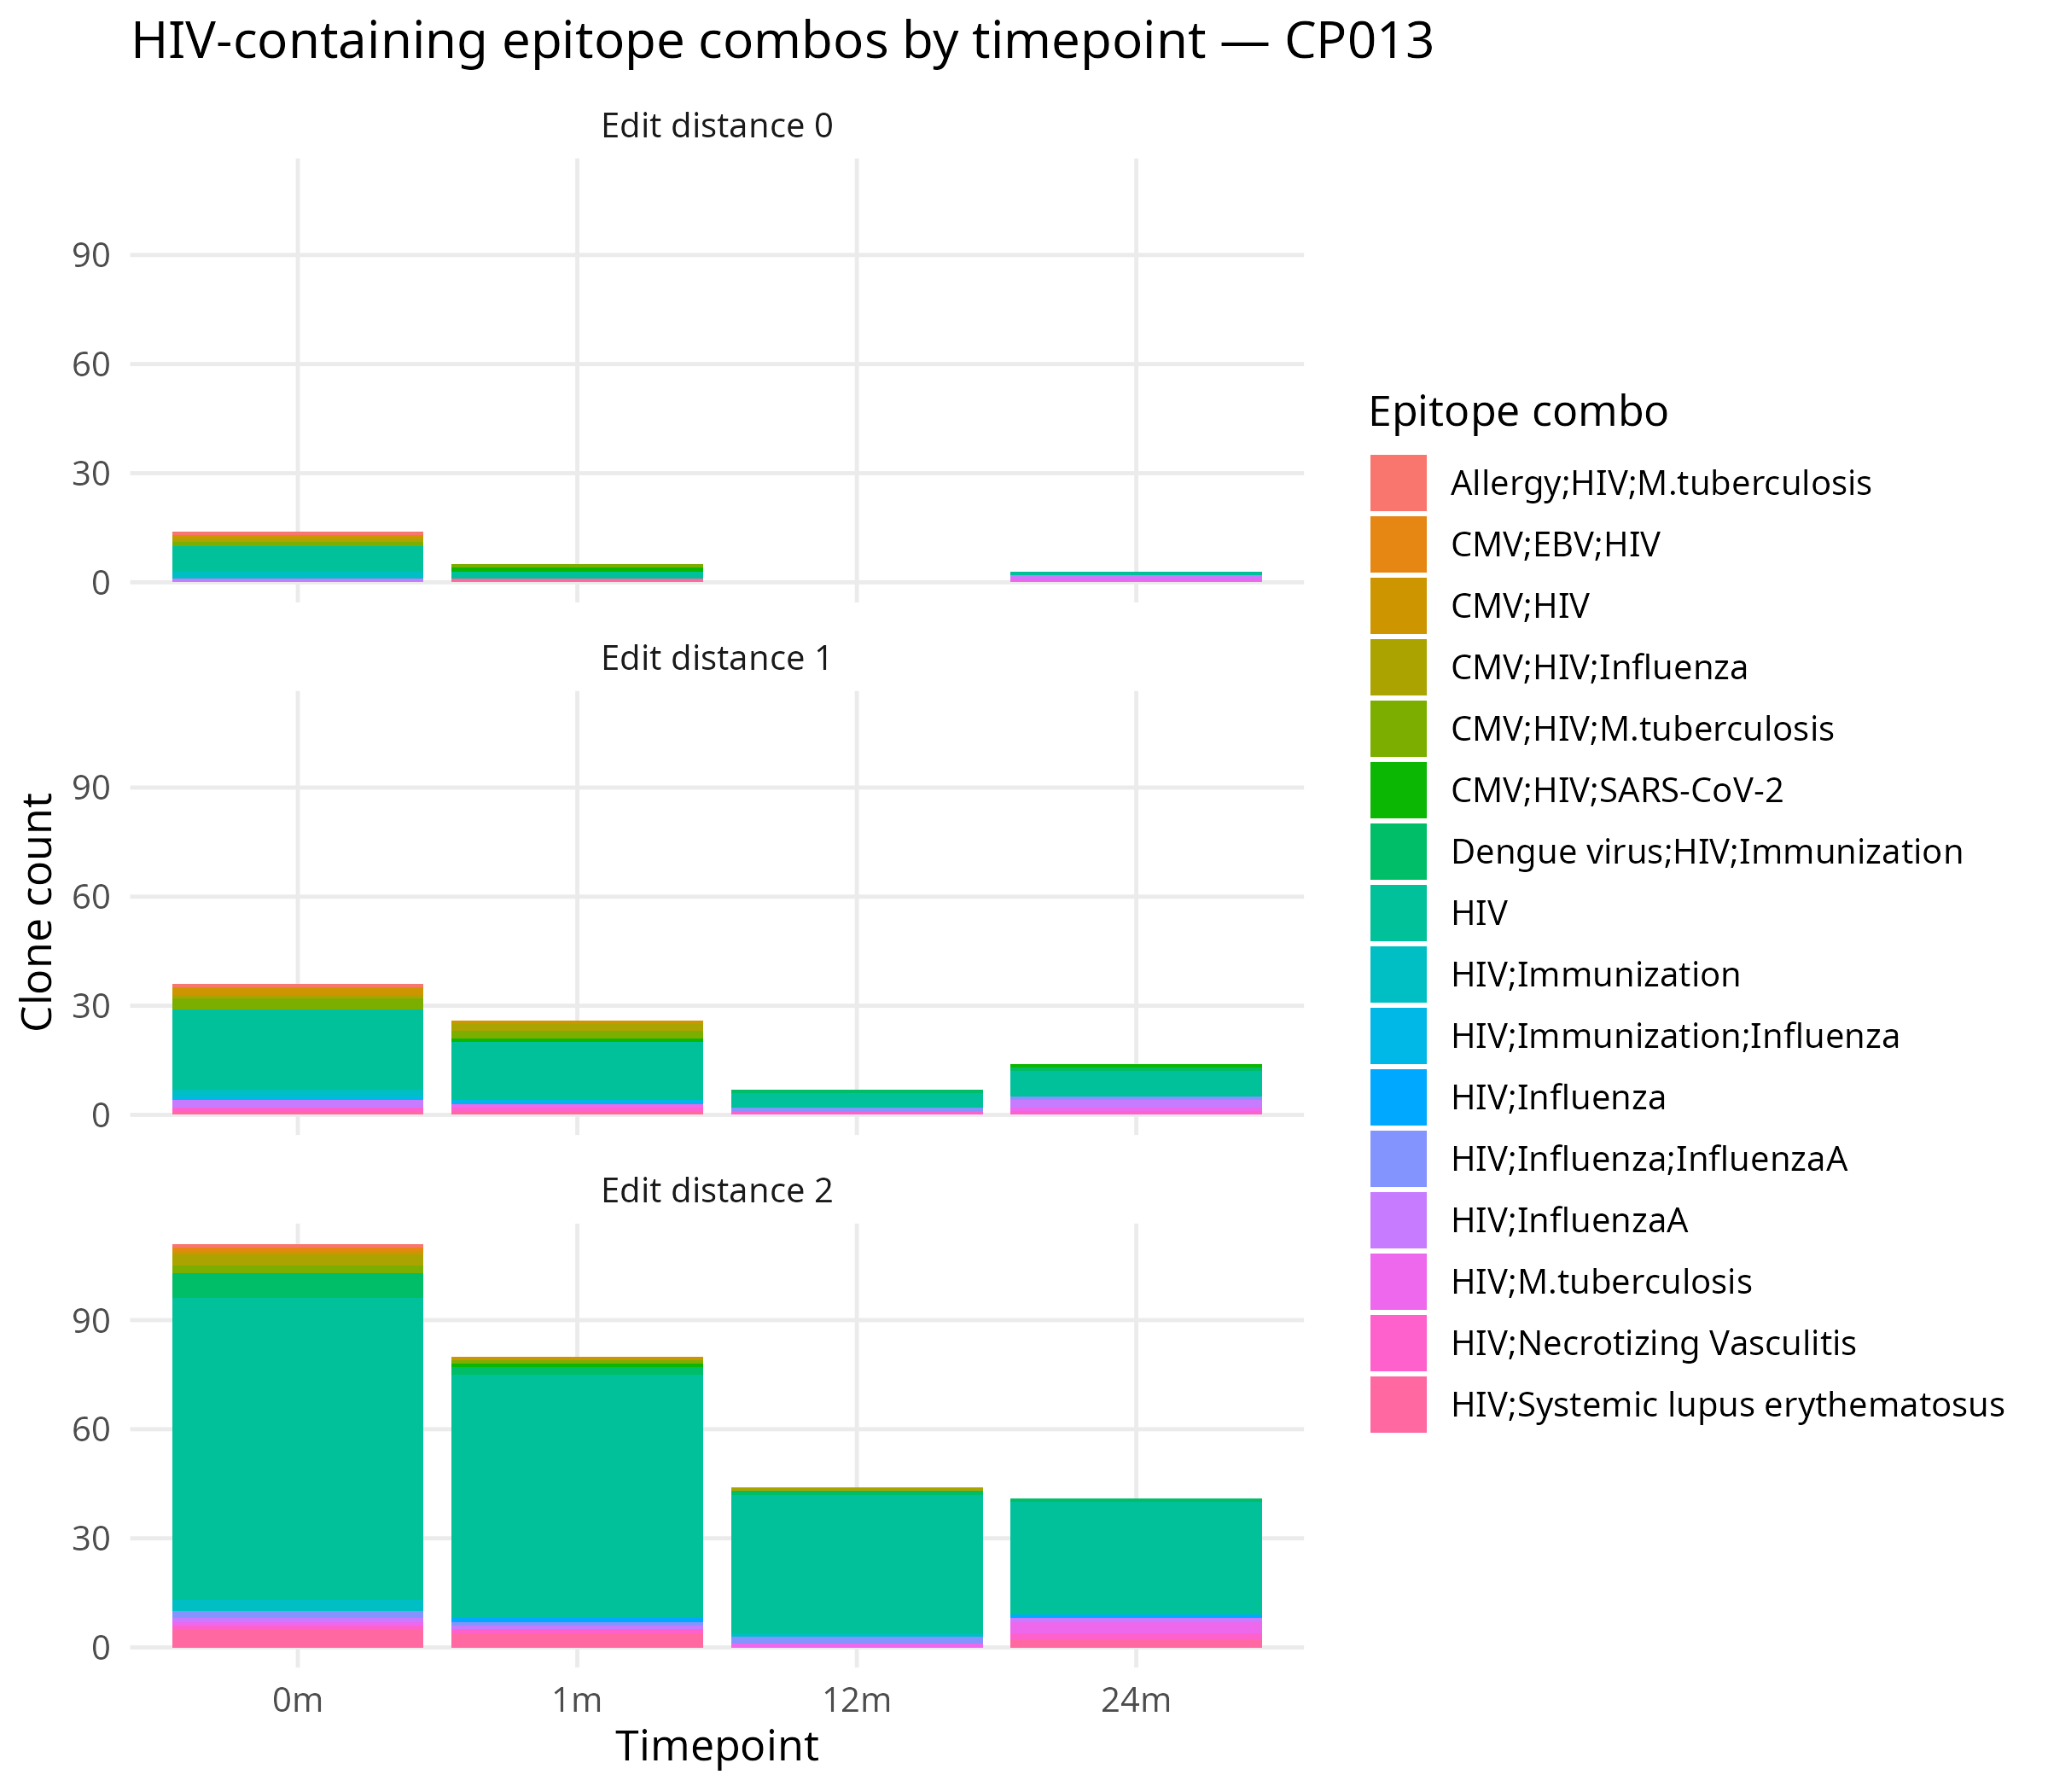 HIV-containing epitope combos by timepoint — CP013
Edit distance 0
90
60
30
0
Edit distance 1
90
60
30
0
Edit distance 2
90
60
30
0
0m 1m 12m 24m
Timepoint
Clone count
Epitope combo
Allergy;HIV;M.tuberculosis
CMV;EBV;HIV
CMV;HIV
CMV;HIV;Influenza
CMV;HIV;M.tuberculosis
CMV;HIV;SARS-CoV-2
Dengue virus;HIV;Immunization
HIV
HIV;Immunization
HIV;Immunization;Influenza
HIV;Influenza
HIV;Influenza;InfluenzaA
HIV;InfluenzaA
HIV;M.tuberculosis
HIV;Necrotizing Vasculitis
HIV;Systemic lupus erythematosus